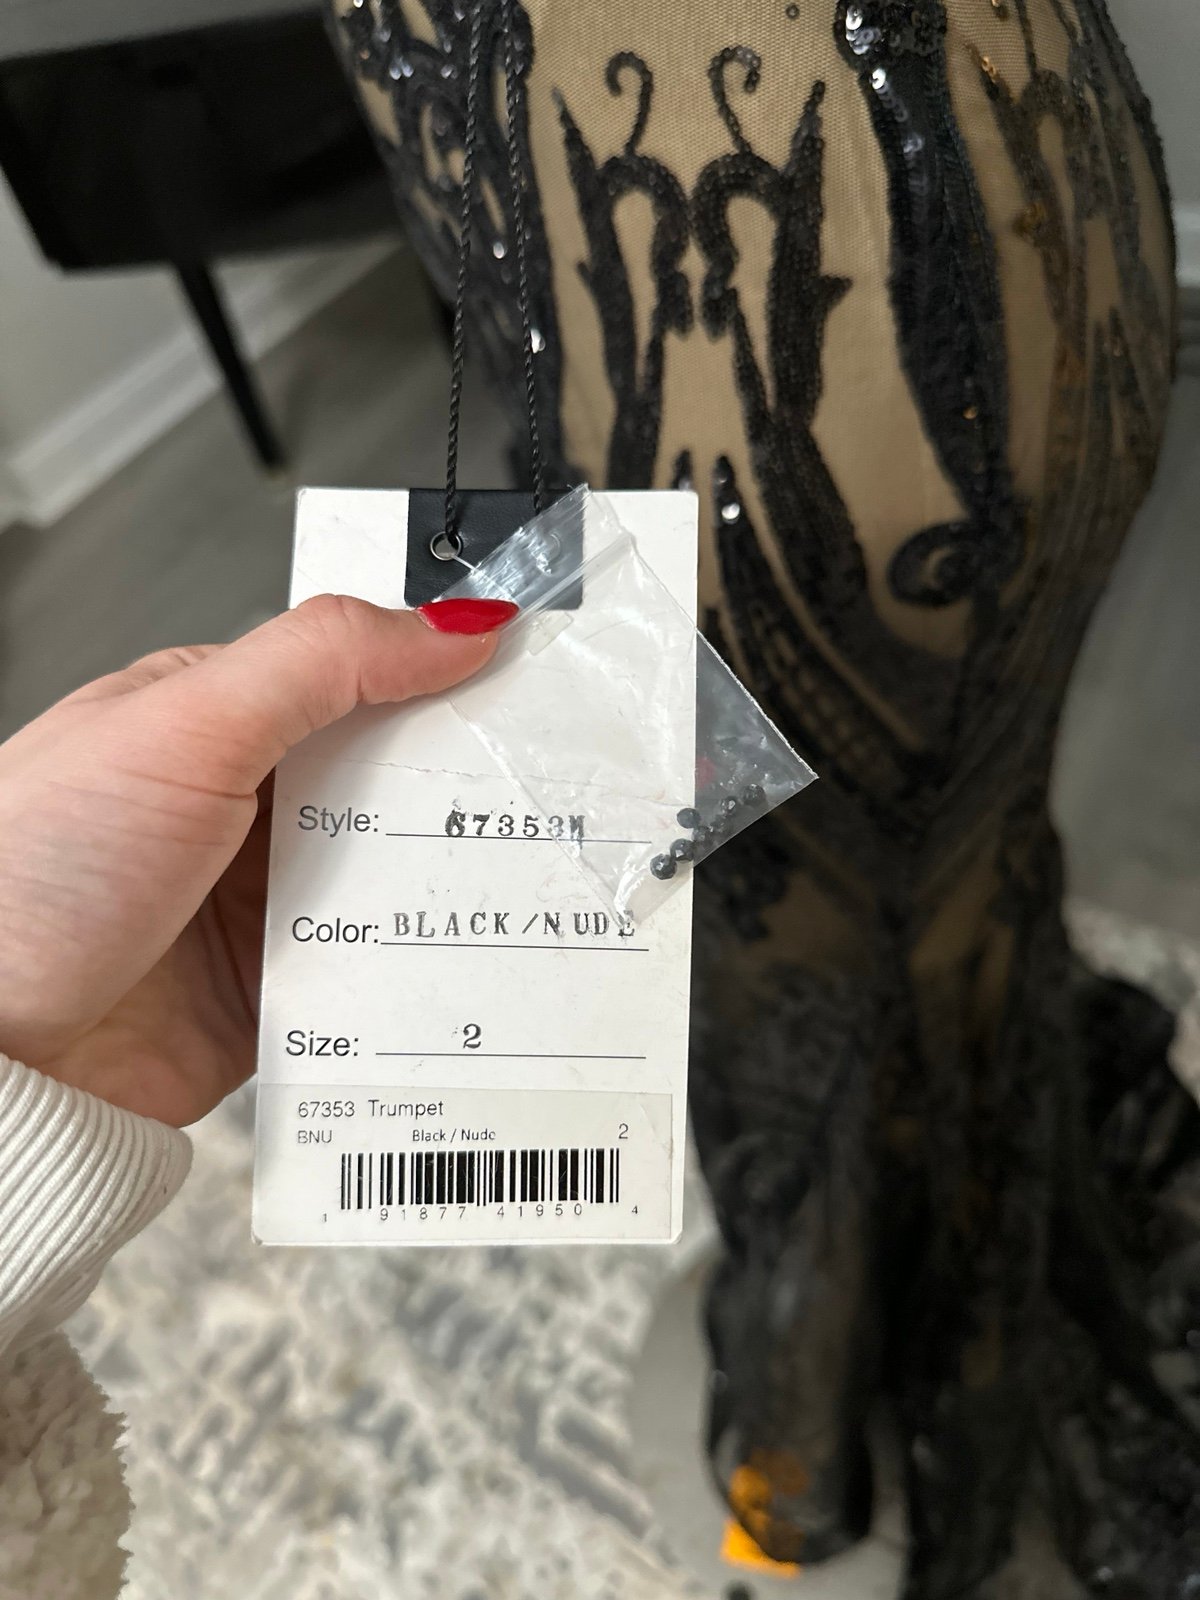 Style: 67353M
Color: BLACK/NUDE
Size: 2
67353 Trumpet
BNU Black / Nude 2
1 91877 41950 4